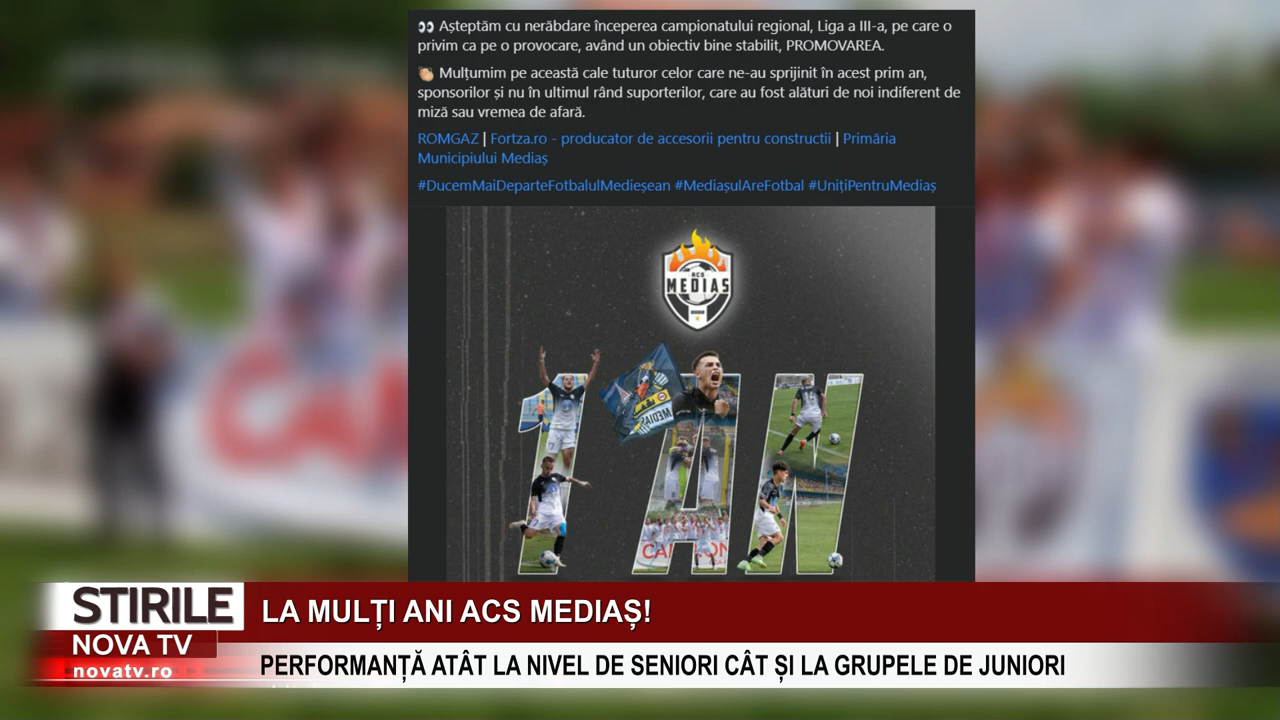 👀 Așteptăm cu nerăbdare începerea campionatului regional, Liga a III-a, pe care o
privim ca pe o provocare, având un obiectiv bine stabilit, PROMOVAREA.
👏 Mulțumim pe această cale tuturor celor care ne-au sprijinit în acest prim an,
sponsorilor și nu în ultimul rând suporterilor, care au fost alături de noi indiferent de
miză sau vremea de afară.
ROMGAZ | Fortza.ro - producator de accesorii pentru constructii | Primăria
Municipiului Mediaș
#DucemMaiDeparteFotbalulMedieșean #MediașulAreFotbal #UnițiPentruMediaș
ACS
MEDIAS
MEDIAS
1 AN
STIRILE
NOVA TV
novatv.ro
LA MULȚI ANI ACS MEDIAȘ!
PERFORMANȚĂ ATÂT LA NIVEL DE SENIORI CÂT ȘI LA GRUPELE DE JUNIORI